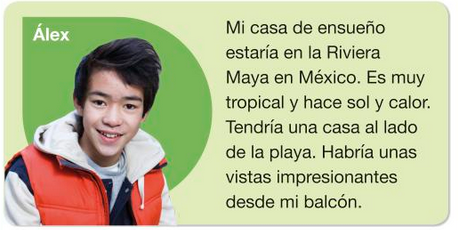 Álex
Mi casa de ensueño
estaría en la Riviera
Maya en México. Es muy
tropical y hace sol y calor.
Tendría una casa al lado
de la playa. Habría unas
vistas impresionantes
desde mi balcón.